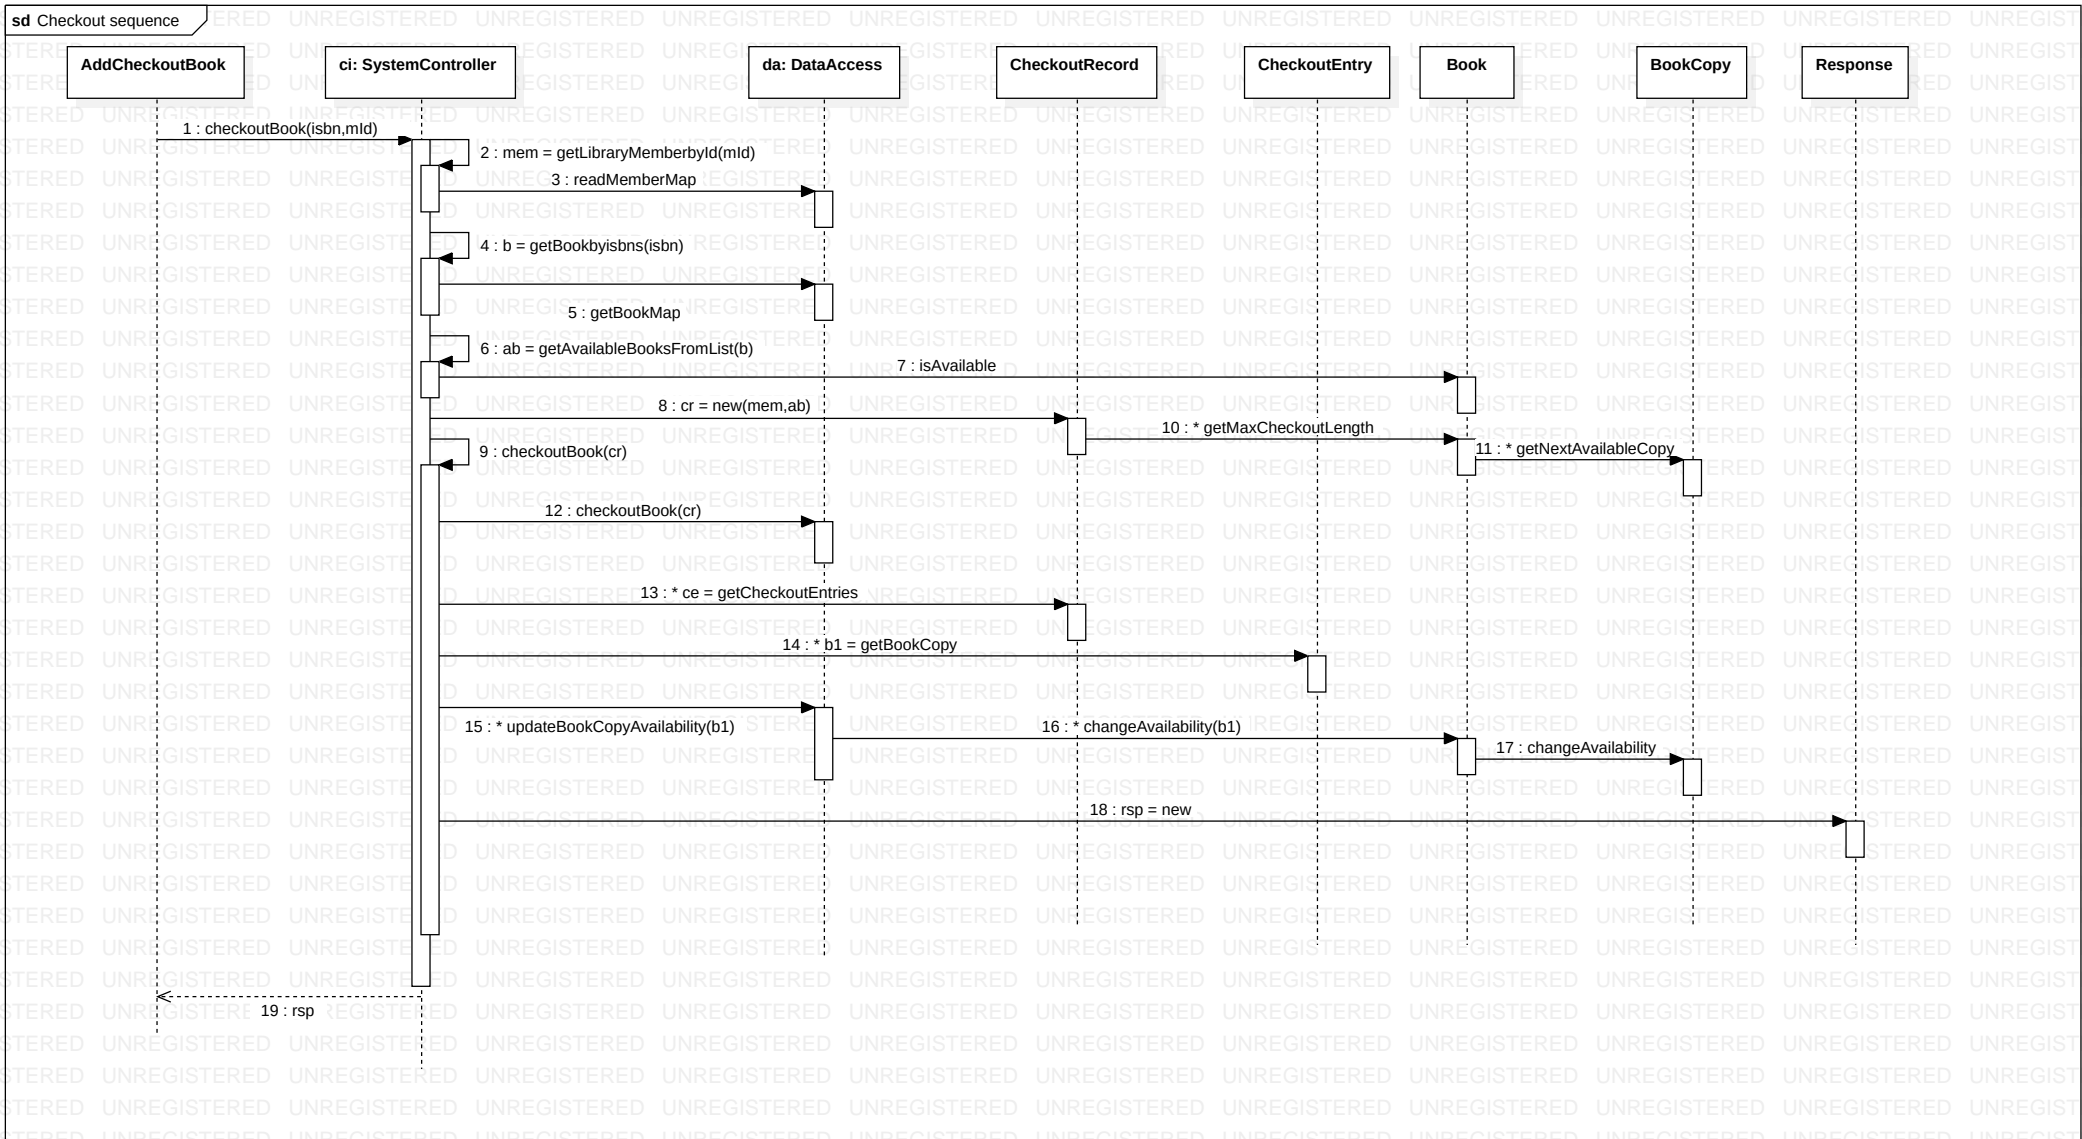 sd Checkout sequence
AddCheckoutBook
ci: SystemController
da: DataAccess
CheckoutRecord
CheckoutEntry
Book
BookCopy
Response
1 : checkoutBook(isbn,mId)
2 : mem = getLibraryMemberbyId(mId)
3 : readMemberMap
4 : b = getBookbyisbns(isbn)
5 : getBookMap
6 : ab = getAvailableBooksFromList(b)
7 : isAvailable
8 : cr = new(mem,ab)
9 : checkoutBook(cr)
10 : * getMaxCheckoutLength
11 : * getNextAvailableCopy
12 : checkoutBook(cr)
13 : * ce = getCheckoutEntries
14 : * b1 = getBookCopy
15 : * updateBookCopyAvailability(b1)
16 : * changeAvailability(b1)
17 : changeAvailability
18 : rsp = new
19 : rsp
UNREGISTERED